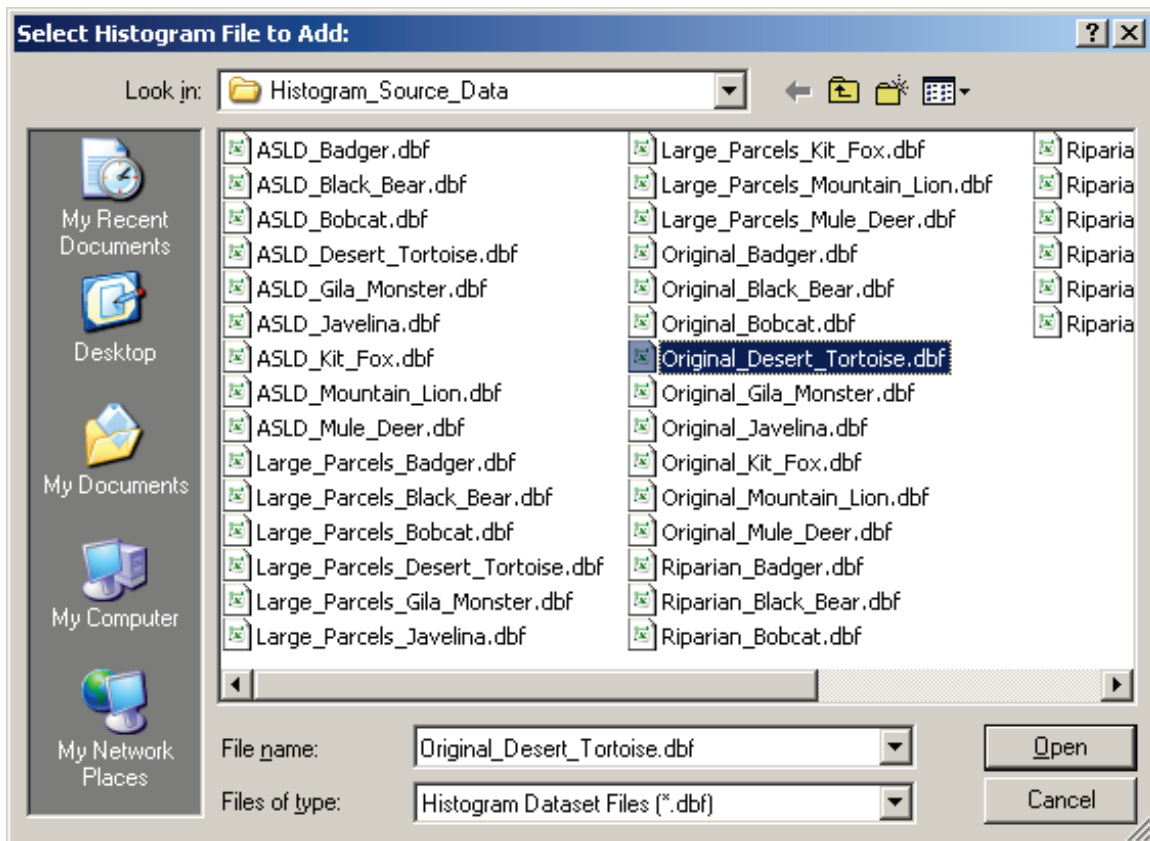 Select Histogram File to Add:
Look in:
Histogram_Source_Data
My Recent
Documents
Desktop
My Documents
My Computer
My Network
Places
ASLD_Badger.dbf
ASLD_Black_Bear.dbf
ASLD_Bobcat.dbf
ASLD_Desert_Tortoise.dbf
ASLD_Gila_Monster.dbf
ASLD_Javelina.dbf
ASLD_Kit_Fox.dbf
ASLD_Mountain_Lion.dbf
ASLD_Mule_Deer.dbf
Large_Parcels_Badger.dbf
Large_Parcels_Black_Bear.dbf
Large_Parcels_Bobcat.dbf
Large_Parcels_Desert_Tortoise.dbf
Large_Parcels_Gila_Monster.dbf
Large_Parcels_Javelina.dbf
Large_Parcels_Kit_Fox.dbf
Large_Parcels_Mountain_Lion.dbf
Large_Parcels_Mule_Deer.dbf
Original_Badger.dbf
Original_Black_Bear.dbf
Original_Bobcat.dbf
Original_Desert_Tortoise.dbf
Original_Gila_Monster.dbf
Original_Javelina.dbf
Original_Kit_Fox.dbf
Original_Mountain_Lion.dbf
Original_Mule_Deer.dbf
Riparian_Badger.dbf
Riparian_Black_Bear.dbf
Riparian_Bobcat.dbf
Riparia
Riparia
Riparia
Riparia
Riparia
Riparia
File name:
Original_Desert_Tortoise.dbf
Open
Files of type:
Histogram Dataset Files (*.dbf)
Cancel